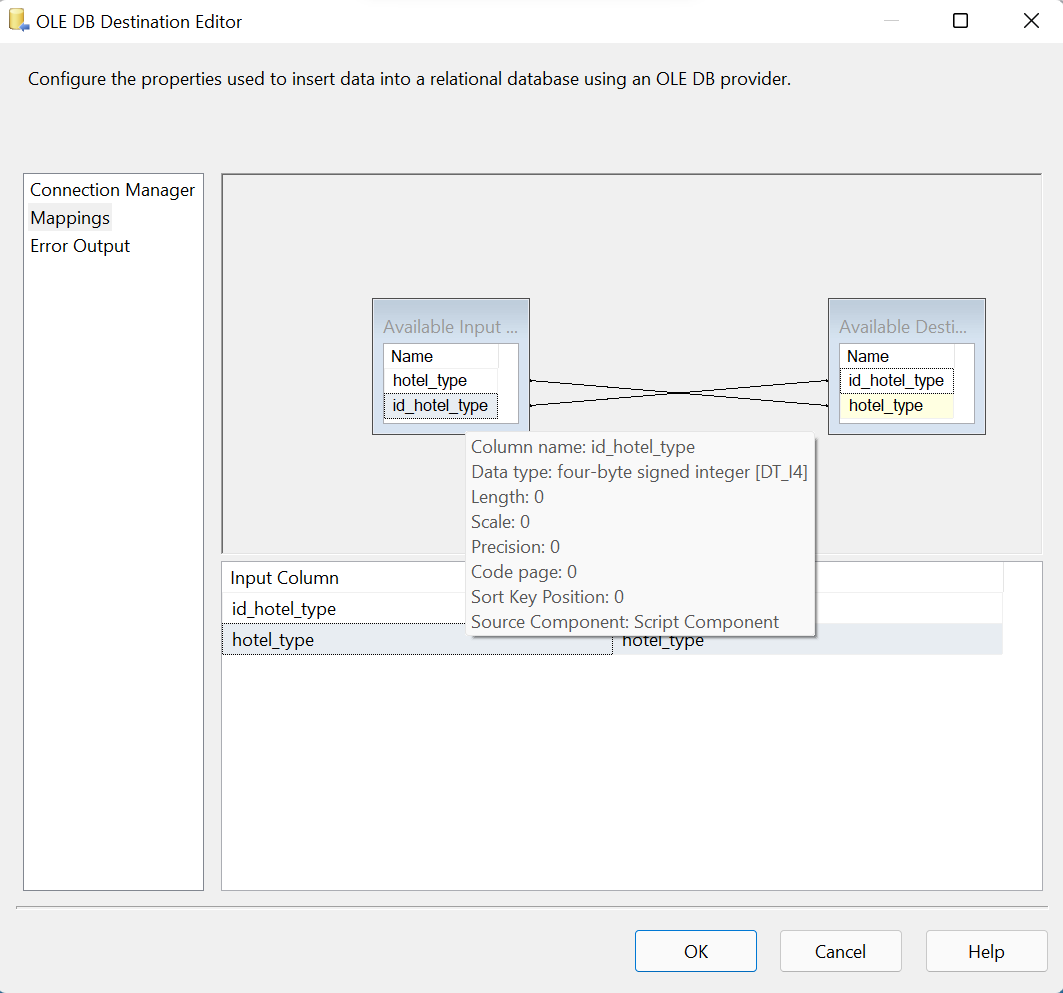 OLE DB Destination Editor
Configure the properties used to insert data into a relational database using an OLE DB provider.
Connection Manager
Mappings
Error Output
Available Input ...
Name
hotel_type
id_hotel_type
Available Desti...
Name
id_hotel_type
hotel_type
Column name: id_hotel_type
Data type: four-byte signed integer [DT_I4]
Length: 0
Scale: 0
Precision: 0
Code page: 0
Sort Key Position: 0
Source Component: Script Component
Input Column
id_hotel_type
hotel_type
hotel_type
OK
Cancel
Help